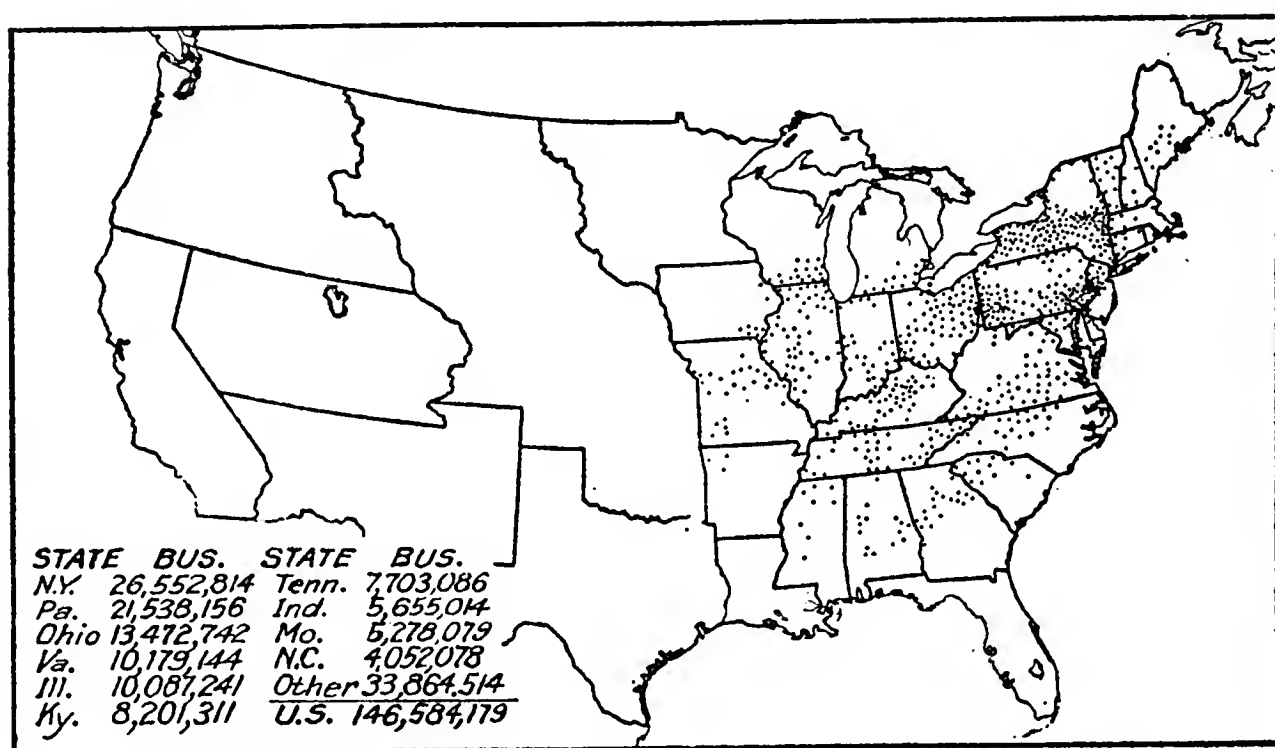 STATE BUS. STATE BUS.
N.Y. 26,552,814 Tenn. 7,703,086
Pa. 21,538,156 Ind. 5,655,014
Ohio 13,472,742 Mo. 5,278,079
Va. 10,179,144 N.C. 4,052,078
Ill. 10,087,241 Other 33,864,514
Ky. 8,201,311 U.S. 146,584,179